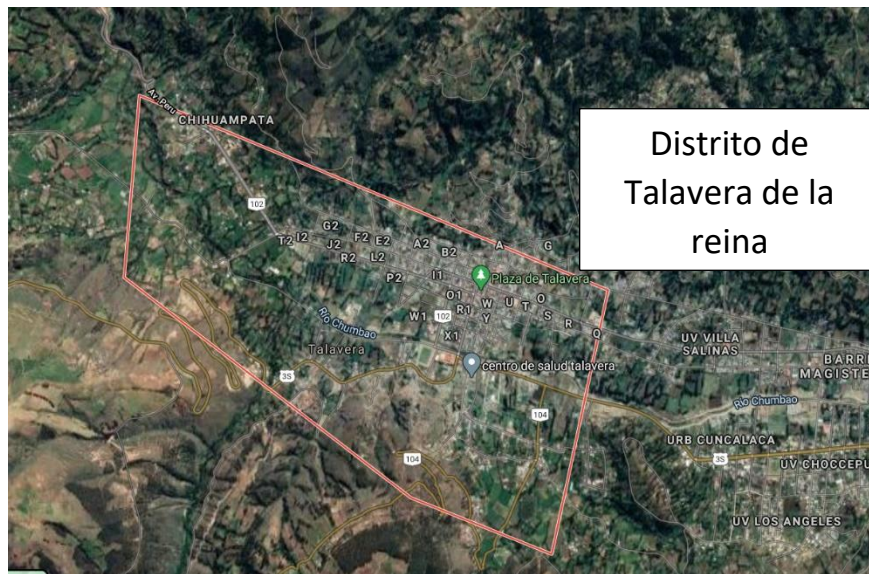 Av. Peru
CHIHUAMPATA
Distrito de
Talavera de la
reina
102
G2
T2 I2
F2 E2
J2
A2
B2
A
G
R2
L2
P2
I1
Plaza de Talavera
O1
W
U
T
O
S
R
Q
W1
102
R1
Y
X1
Río Chumbao
Talavera
UV VILLA
SALINAS
BARRI
MAGISTE
3S
centro de salud talavera
104
Río Chumbao
URB CUNCALACA
3S
UV CHOCCEPU
104
UV LOS ANGELES